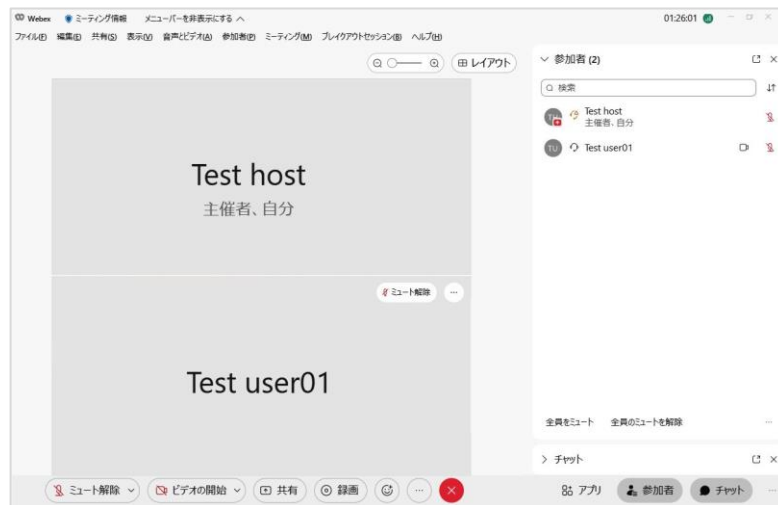 Webex ミーティング情報 メニューバーを非表示にする 01:26:01
ファイル(F) 編集(E) 共有(S) 表示(V) 音声とビデオ(A) 参加者(P) ミーティング(M) ブレイクアウトセッション(B) ヘルプ(H)
レイアウト
Test host
主催者、自分
ミュート解除
Test user01
参加者 (2)
検索
TH Test host
主催者、自分
TU Test user01
全員をミュート 全員のミュートを解除
チャット
ミュート解除 ビデオの開始 共有 録画 アプリ 参加者 チャット